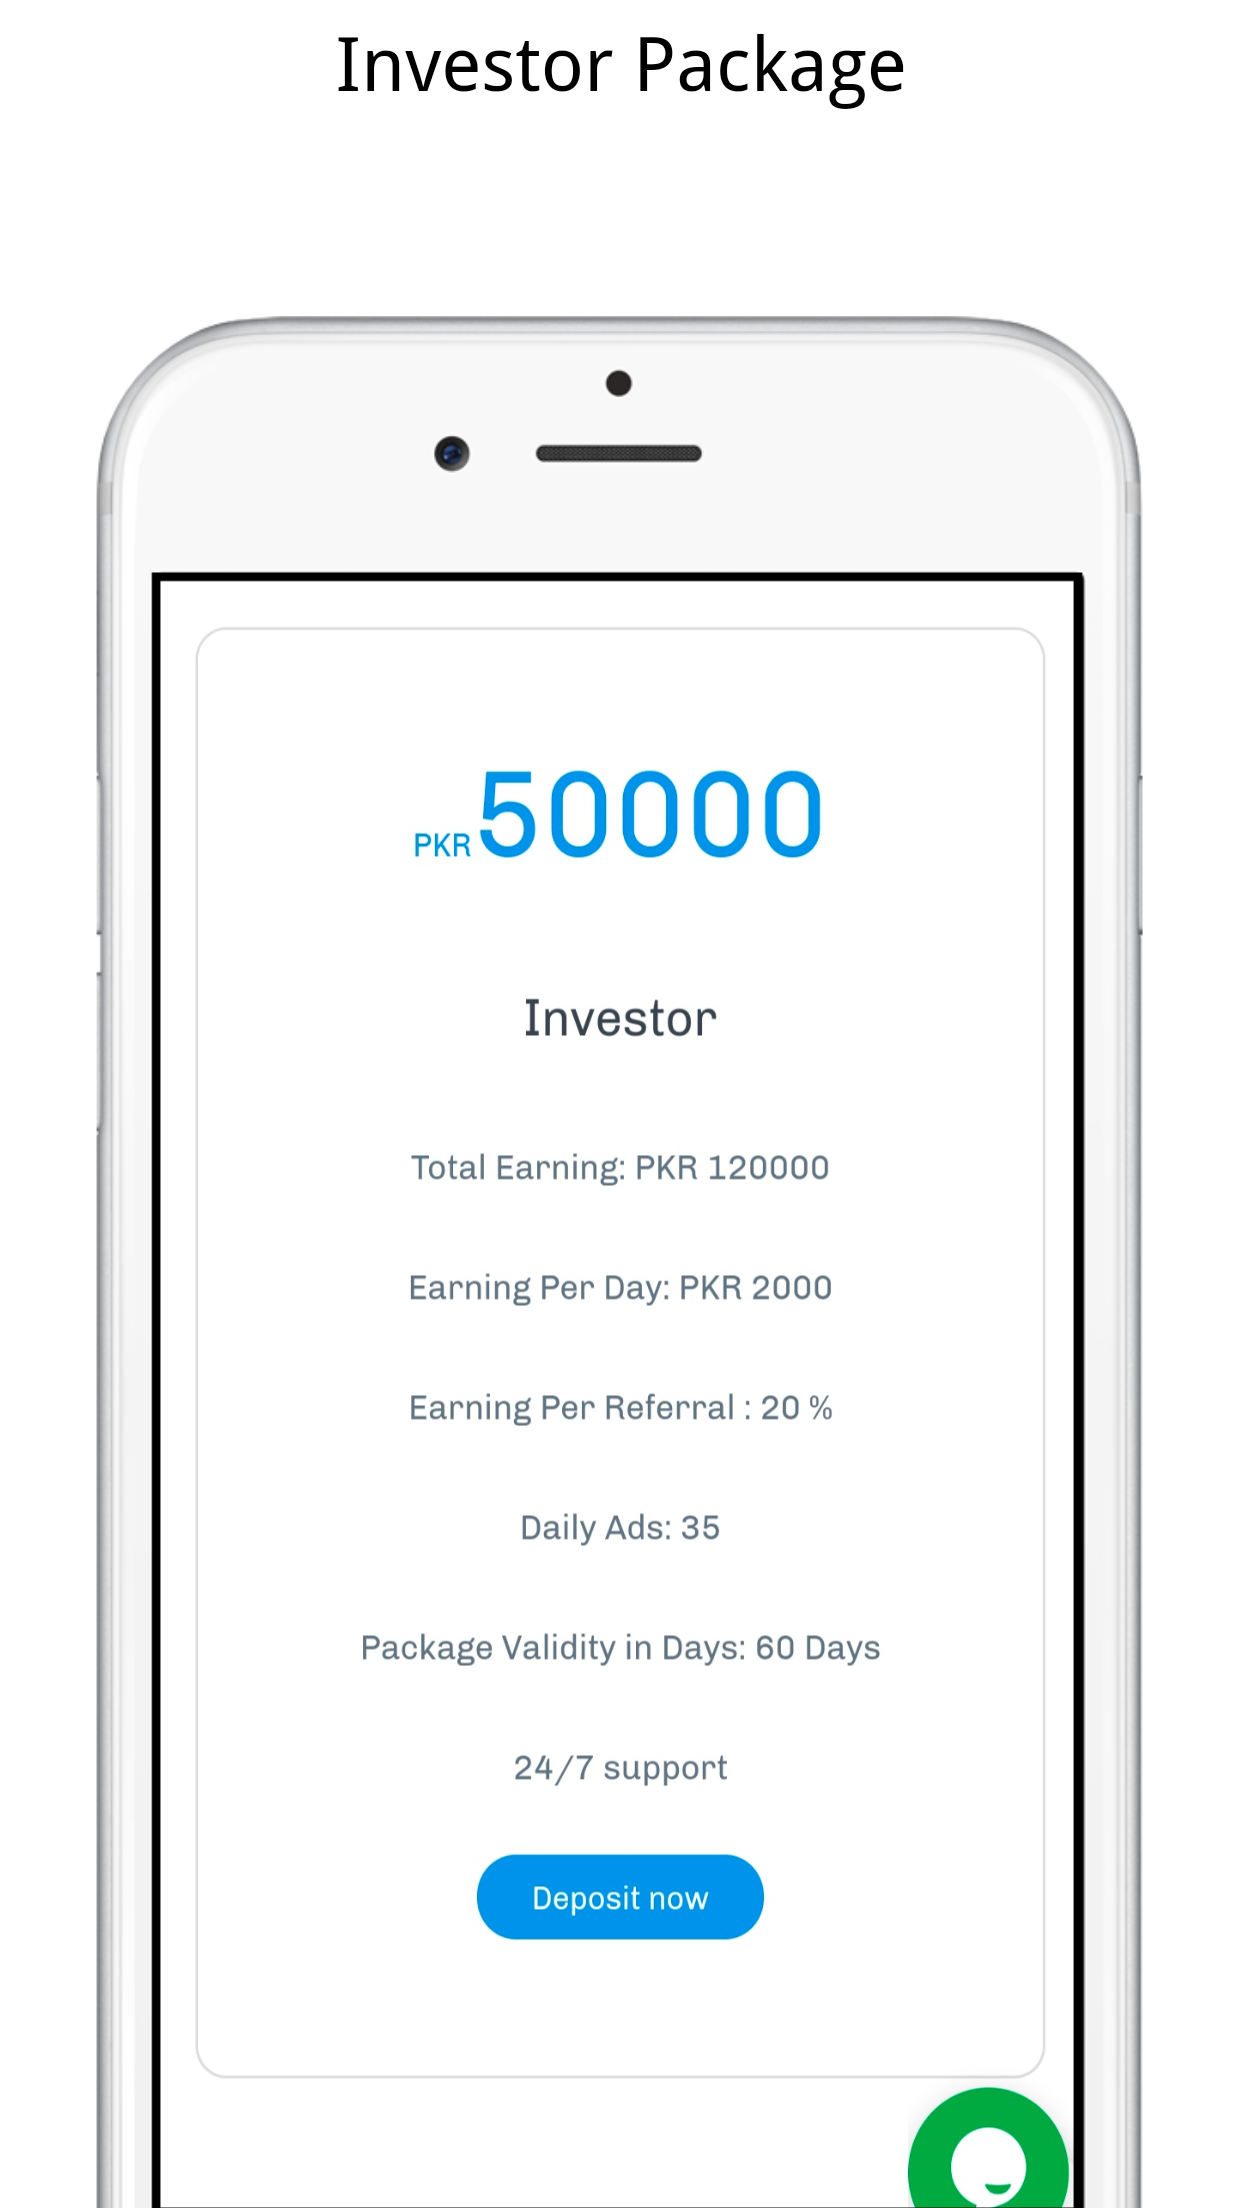 Investor Package
PKR 50000
Investor
Total Earning: PKR 120000
Earning Per Day: PKR 2000
Earning Per Referral : 20 %
Daily Ads: 35
Package Validity in Days: 60 Days
24/7 support
Deposit now